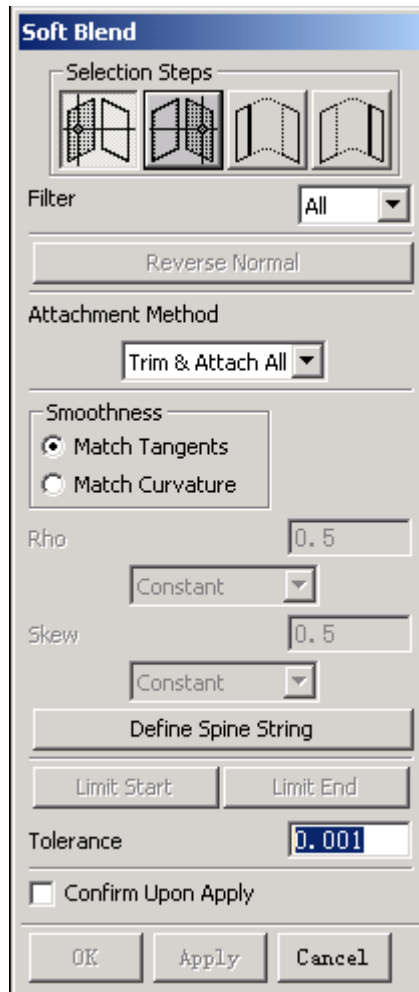 Soft Blend
Selection Steps
Filter
All
Reverse Normal
Attachment Method
Trim & Attach All
Smoothness
Match Tangents
Match Curvature
Rho
0.5
Constant
Skew
0.5
Constant
Define Spine String
Limit Start
Limit End
Tolerance
0.001
Confirm Upon Apply
OK
Apply
Cancel